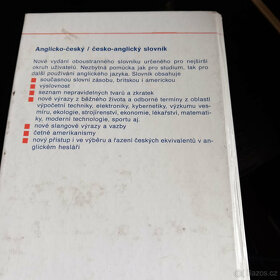 Anglicko-český / česko-anglický slovník
Nové vydání oboustranného slovníku určeného pro nejširší
okruh uživatelů. Nezbytná pomůcka jak pro studium, tak pro
další používání anglického jazyka. Slovník obsahuje
současnou slovní zásobu, britskou i americkou
výslovnost
seznam nepravidelných tvarů a zkratek
nové výrazy z běžného života a odborné termíny z oblasti
výpočetní techniky, elektroniky, kybernetiky, výzkumu ves-
míru, ekologie, strojírenství, ekonomie, lékařství, matemati-
ky, moderní technologie, sportu aj.
nové slangové výrazy a vazby
četné amerikanismy
nový přístup i ve výběru a řazení českých ekvivalentů v an-
glickém hesláři
Bazos.cz